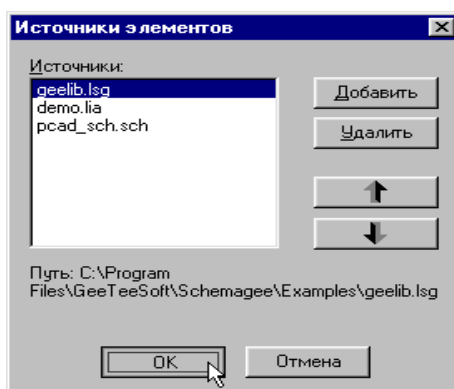 Источники элементов
Источники:
geelib.lsg
demo.lia
pcad_sch.sch
Добавить
Удалить
Путь: C:\Program
Files\GeeTeeSoft\Schemagee\Examples\geelib.lsg
OK
Отмена